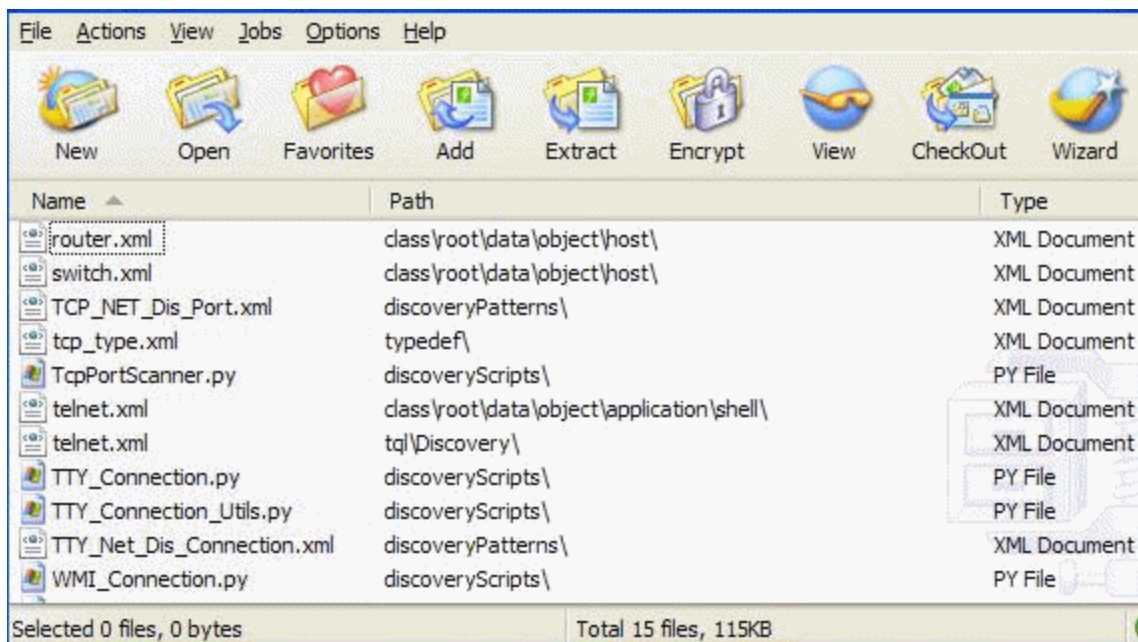 File Actions View Jobs Options Help
New Open Favorites Add Extract Encrypt View CheckOut Wizard
Name Path Type
router.xml class\root\data\object\host\ XML Document
switch.xml class\root\data\object\host\ XML Document
TCP_NET_Dis_Port.xml discoveryPatterns\ XML Document
tcp_type.xml typedef\ XML Document
TcpPortScanner.py discoveryScripts\ PY File
telnet.xml class\root\data\object\application\shell\ XML Document
telnet.xml tql\Discovery\ XML Document
TTY_Connection.py discoveryScripts\ PY File
TTY_Connection_Utils.py discoveryScripts\ PY File
TTY_Net_Dis_Connection.xml discoveryPatterns\ XML Document
WMI_Connection.py discoveryScripts\ PY File
Selected 0 files, 0 bytes Total 15 files, 115KB